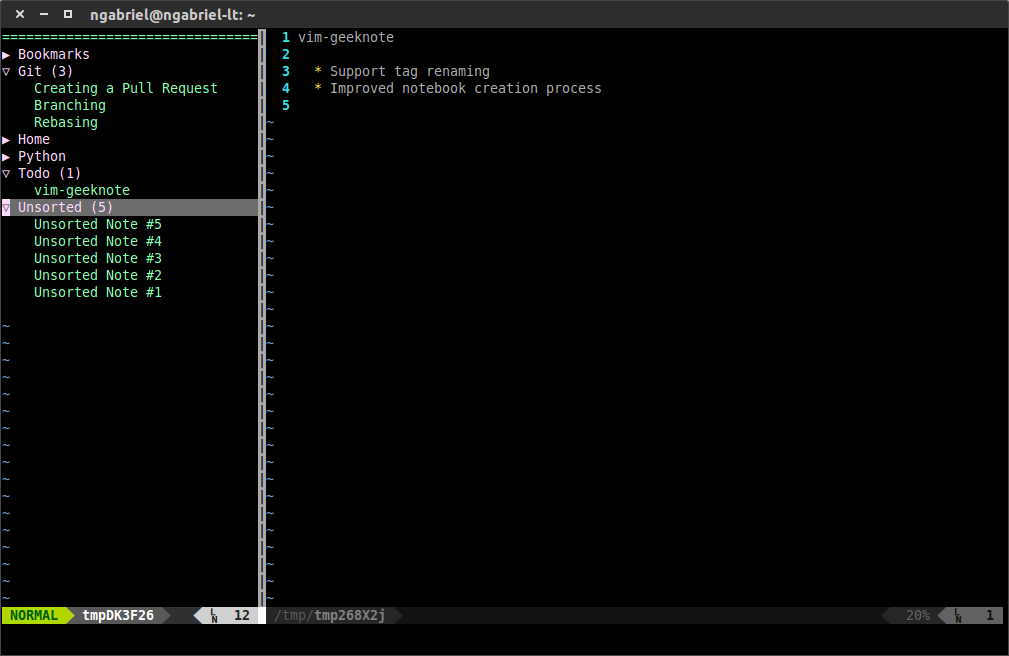 ngabriel@ngabriel-lt: ~
================================
▶ Bookmarks
▽ Git (3)
Creating a Pull Request
Branching
Rebasing
▶ Home
▶ Python
▽ Todo (1)
vim-geeknote
▽ Unsorted (5)
Unsorted Note #5
Unsorted Note #4
Unsorted Note #3
Unsorted Note #2
Unsorted Note #1
1 vim-geeknote
2
3 * Support tag renaming
4 * Improved notebook creation process
5
NORMAL tmpDK3F26 LN 12
/tmp/tmp268X2j 20% LN 1